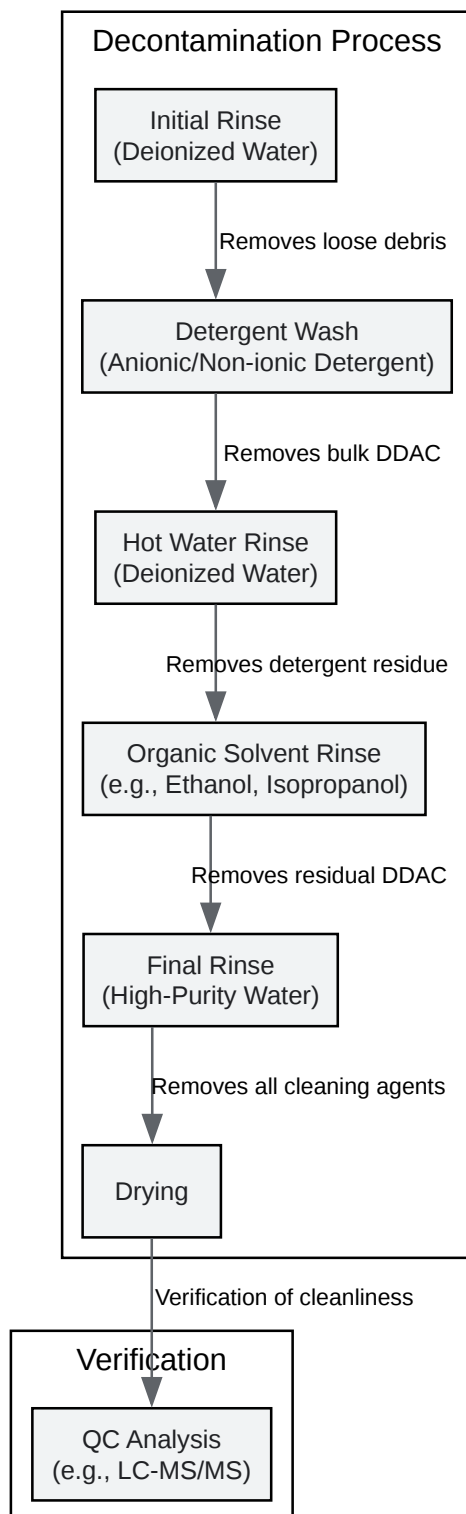 Decontamination Process
Initial Rinse
(Deionized Water)
Removes loose debris
Detergent Wash
(Anionic/Non-ionic Detergent)
Removes bulk DDAC
Hot Water Rinse
(Deionized Water)
Removes detergent residue
Organic Solvent Rinse
(e.g., Ethanol, Isopropanol)
Removes residual DDAC
Final Rinse
(High-Purity Water)
Removes all cleaning agents
Drying
Verification of cleanliness
Verification
QC Analysis
(e.g., LC-MS/MS)